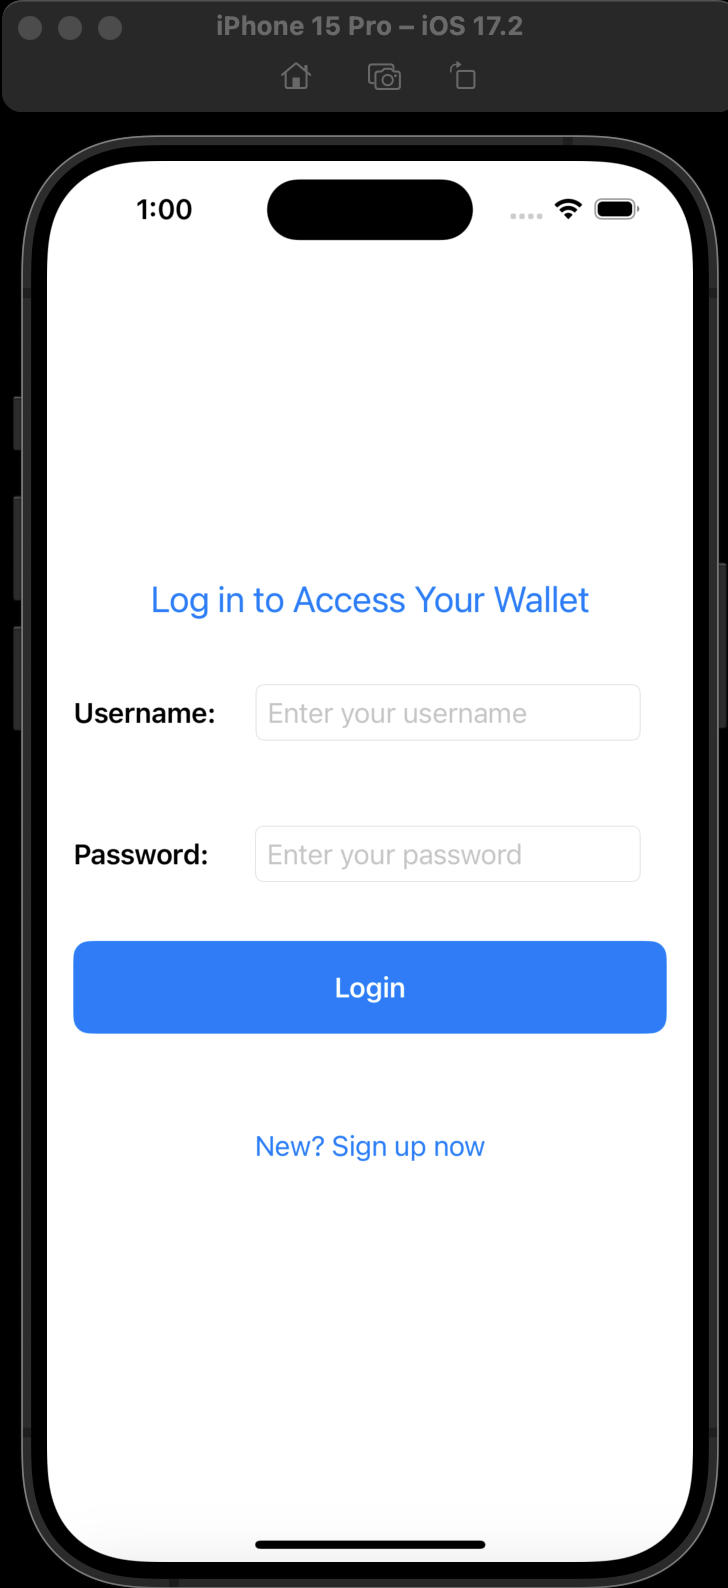 iPhone 15 Pro – iOS 17.2
1:00
Log in to Access Your Wallet
Username: Enter your username
Password: Enter your password
Login
New? Sign up now